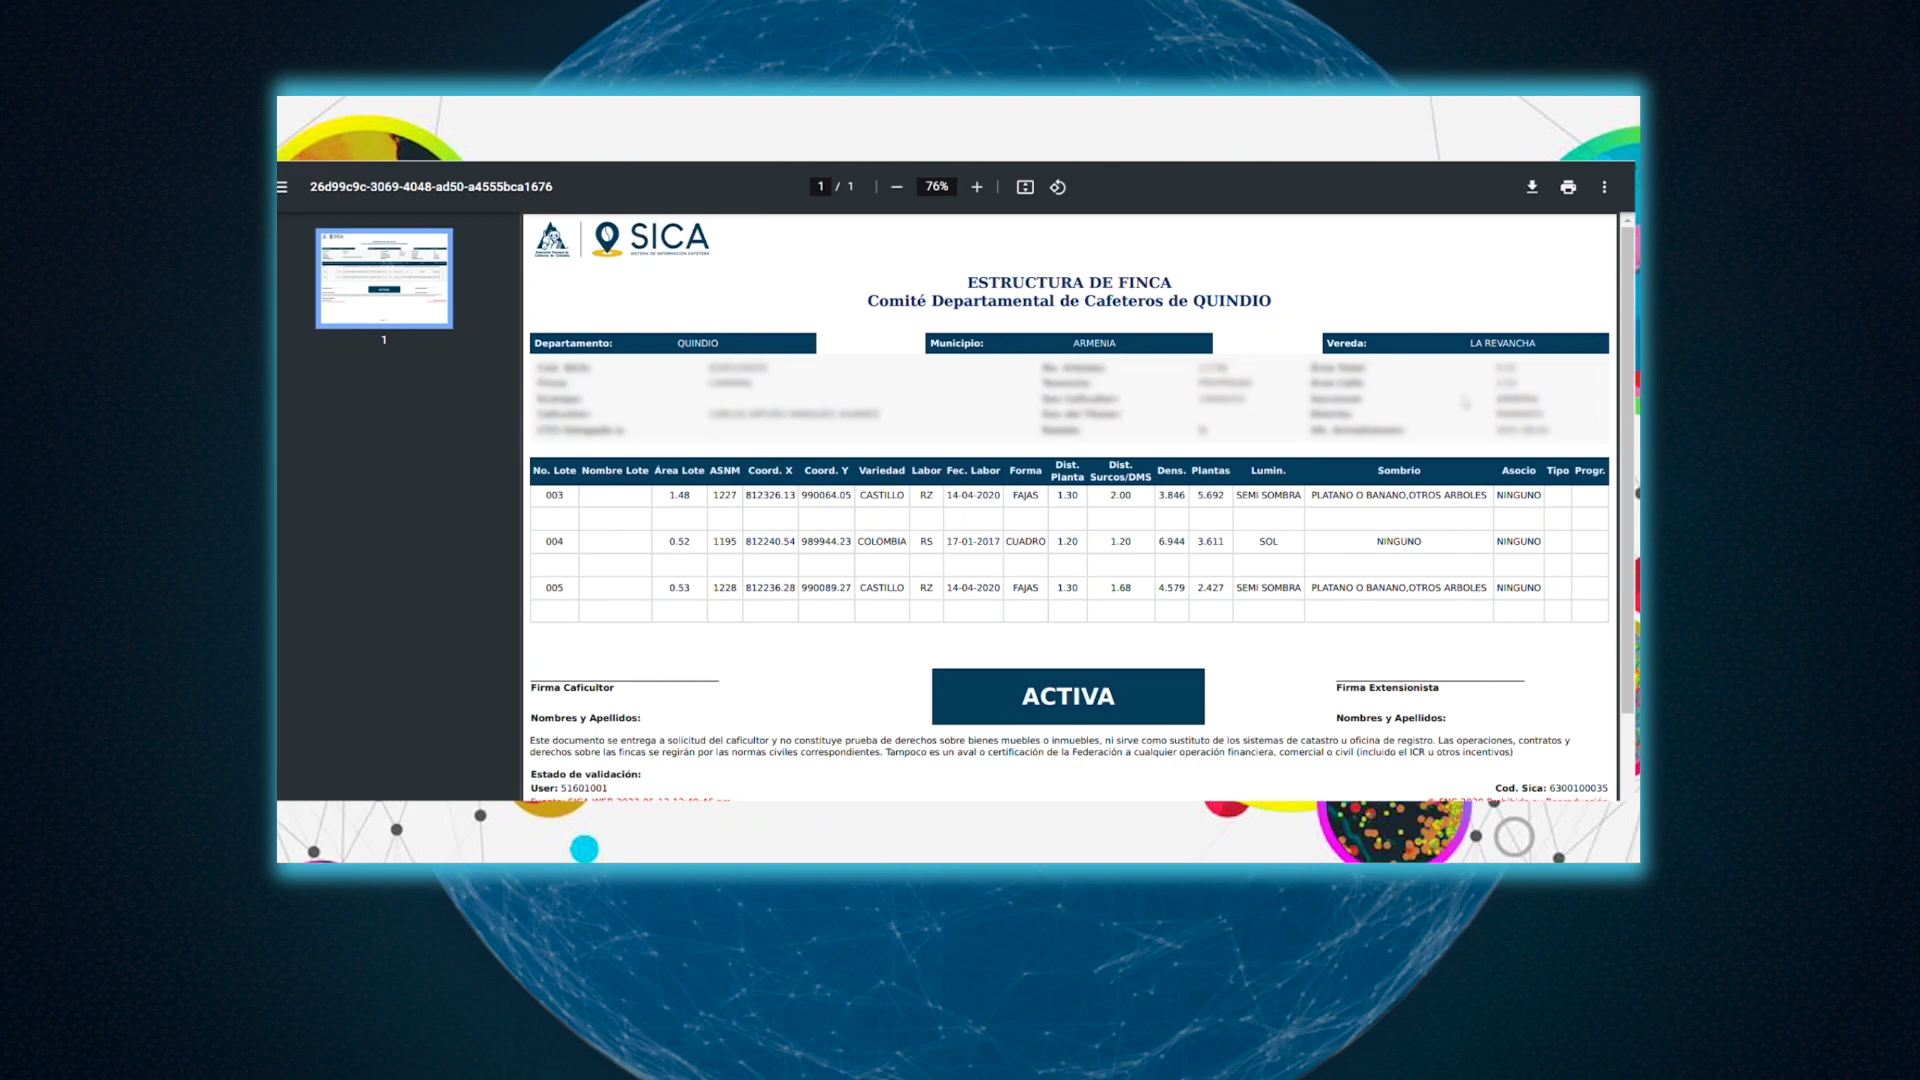 26d99c9c-3069-4048-ad50-a4555bca1676
1 / 1
76%
1
SICA
SISTEMA DE INFORMACIÓN CAFETERA
ESTRUCTURA DE FINCA
Comité Departamental de Cafeteros de QUINDIO
Departamento: QUINDIO Municipio: ARMENIA Vereda: LA REVANCHA
No. Lote Nombre Lote Área Lote ASNM Coord. X Coord. Y Variedad Labor Fec. Labor Forma Dist. Planta Dist. Surcos/DMS Dens. Plantas Lumin. Sombrio Asocio Tipo Progr.
003 1.48 1227 812326.13 990064.05 CASTILLO RZ 14-04-2020 FAJAS 1.30 2.00 3.846 5.692 SEMI SOMBRA PLATANO O BANANO,OTROS ARBOLES NINGUNO
004 0.52 1195 812240.54 989944.23 COLOMBIA RS 17-01-2017 CUADRO 1.20 1.20 6.944 3.611 SOL NINGUNO NINGUNO
005 0.53 1228 812236.28 990089.27 CASTILLO RZ 14-04-2020 FAJAS 1.30 1.68 4.579 2.427 SEMI SOMBRA PLATANO O BANANO,OTROS ARBOLES NINGUNO
ACTIVA
Firma Caficultor Firma Extensionista
Nombres y Apellidos: Nombres y Apellidos:
Este documento se entrega a solicitud del caficultor y no constituye prueba de derechos sobre bienes muebles o inmuebles, ni sirve como sustituto de los sistemas de catastro u oficina de registro. Las operaciones, contratos y
derechos sobre las fincas se regirán por las normas civiles correspondientes. Tampoco es un aval o certificación de la Federación a cualquier operación financiera, comercial o civil (incluido el ICR u otros incentivos)
Estado de validación:
User: 51601001 Cod. Sica: 6300100035